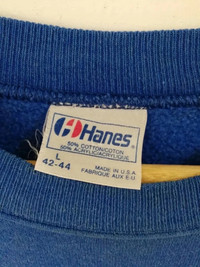 Hanes
50% COTTON/COTON
50% ACRYLIC/ACRYLIQUE
L
42-44
MADE IN U.S.A.
FABRIQUE AUX E.U.